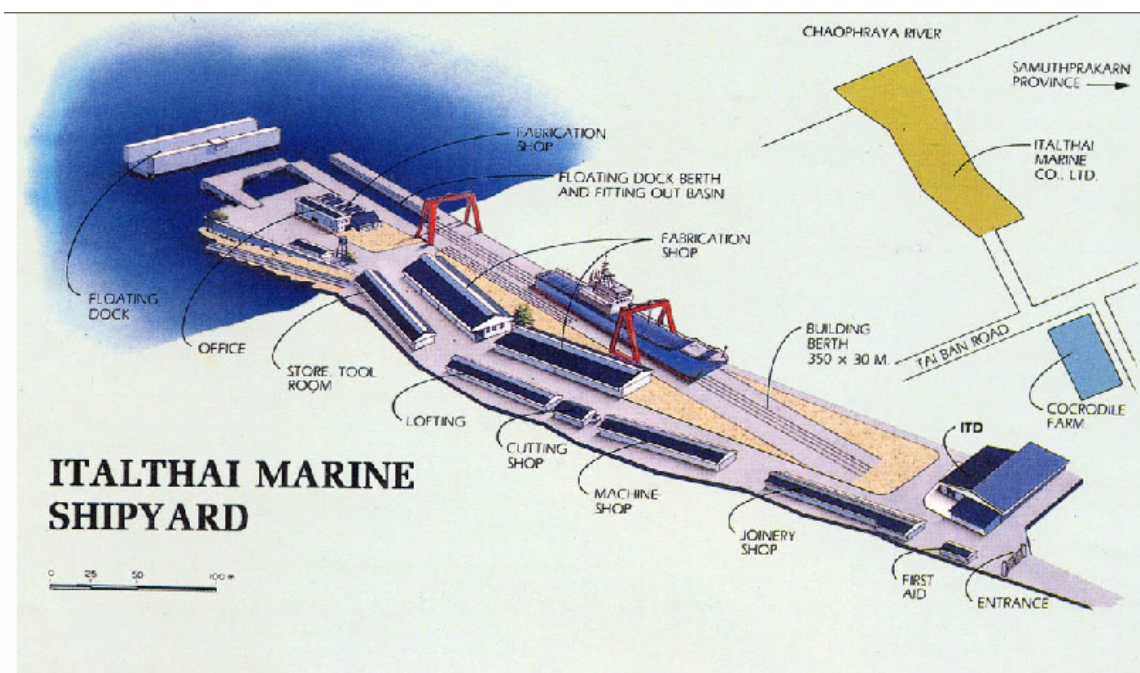 CHAOPHRAYA RIVER
SAMUTHPRAKARN
PROVINCE
ITALTHAI
MARINE
CO., LTD.
TAI BAN ROAD
COCRODILE
FARM
FABRICATION
SHOP
FLOATING DOCK BERTH
AND FITTING OUT BASIN
FABRICATION
SHOP
FLOATING
DOCK
OFFICE
STORE, TOOL
ROOM
BUILDING
BERTH
350 x 30 M.
LOFTING
CUTTING
SHOP
MACHINE
SHOP
ITD
JOINERY
SHOP
FIRST
AID
ENTRANCE
ITALTHAI MARINE
SHIPYARD
0 25 50 100 m